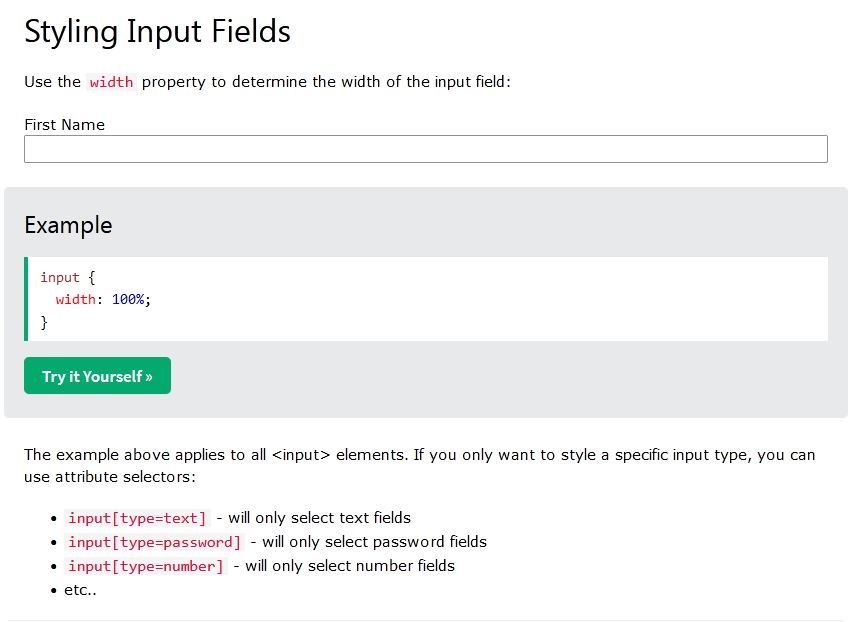 Styling Input Fields
Use the width property to determine the width of the input field:
First Name
Example
input {
  width: 100%;
}
Try it Yourself »
The example above applies to all <input> elements. If you only want to style a specific input type, you can
use attribute selectors:
• input[type=text] - will only select text fields
• input[type=password] - will only select password fields
• input[type=number] - will only select number fields
• etc..